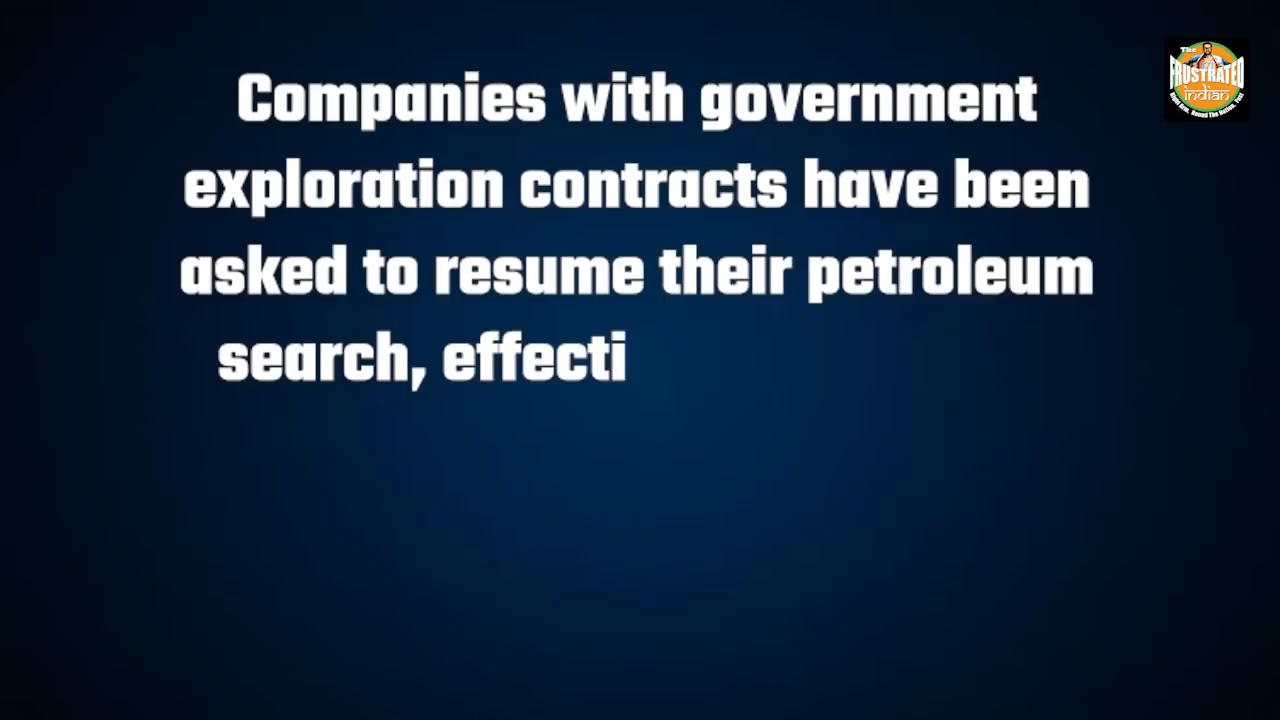 Companies with government
exploration contracts have been
asked to resume their petroleum
search, effecti
The
FRUSTRATED
indian